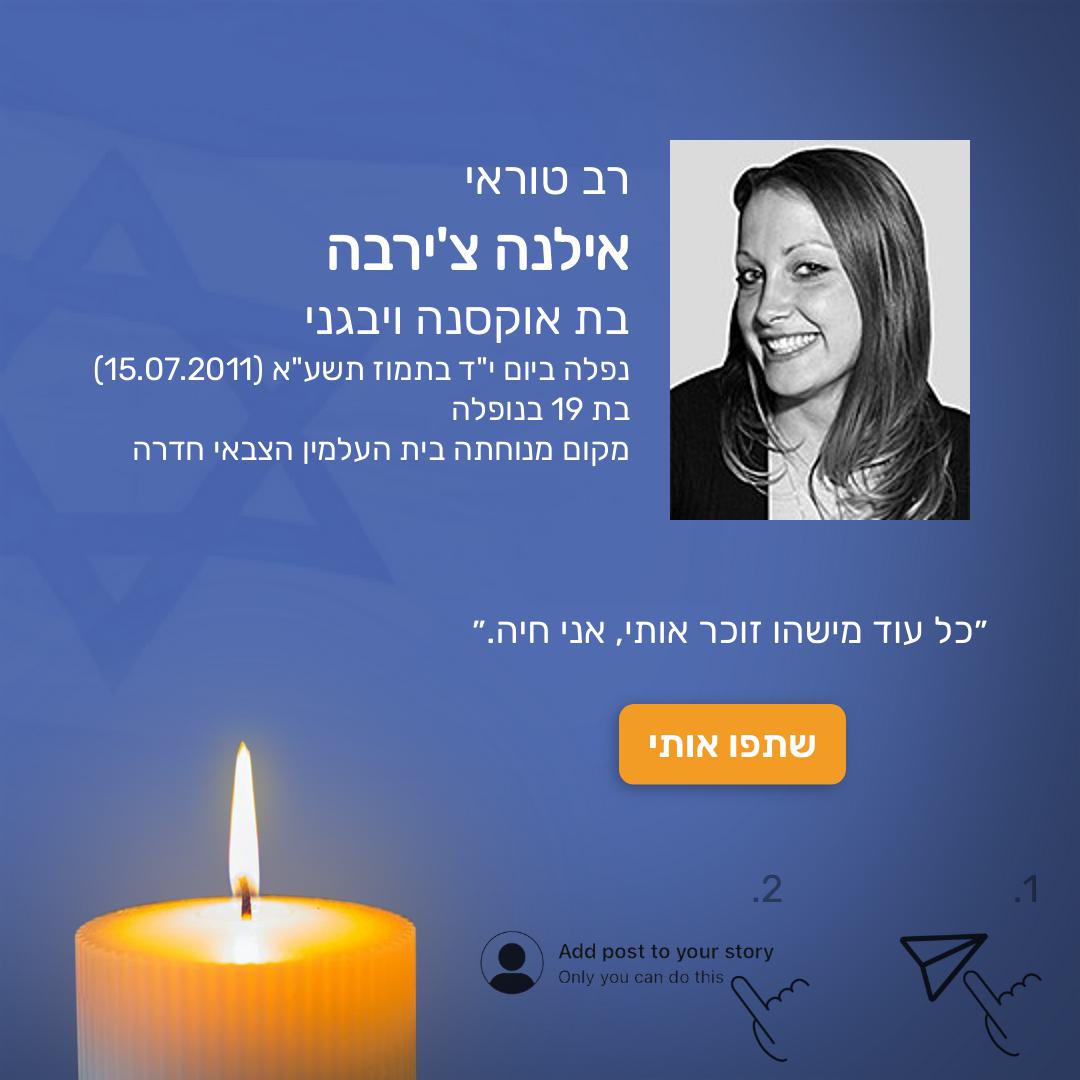 רב טוראי
אילנה צ'ירבה
בת אוקסנה ויבגני
נפלה ביום י"ד בתמוז תשע"א (15.07.2011)
בת 19 בנופלה
מקום מנוחתה בית העלמין הצבאי חדרה
״כל עוד מישהו זוכר אותי, אני חיה.״
שתפו אותי
1.
2.
Add post to your story
Only you can do this